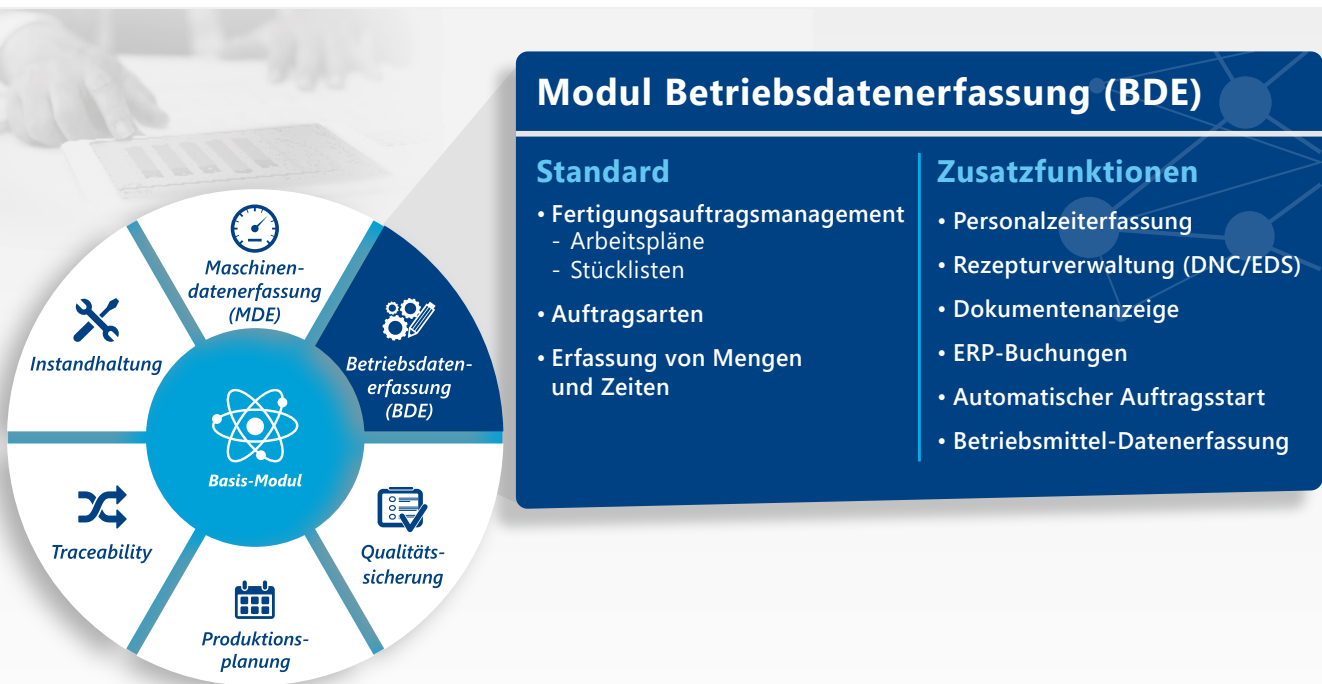 Modul Betriebsdatenerfassung (BDE)
Standard
• Fertigungsauftragsmanagement
- Arbeitspläne
- Stücklisten
• Auftragsarten
• Erfassung von Mengen
und Zeiten
Zusatzfunktionen
• Personalzeiterfassung
• Rezepturverwaltung (DNC/EDS)
• Dokumentenanzeige
• ERP-Buchungen
• Automatischer Auftragsstart
• Betriebsmittel-Datenerfassung
Maschinen-
datenerfassung
(MDE)
Betriebsdaten-
erfassung
(BDE)
Qualitäts-
sicherung
Produktions-
planung
Traceability
Instandhaltung
Basis-Modul